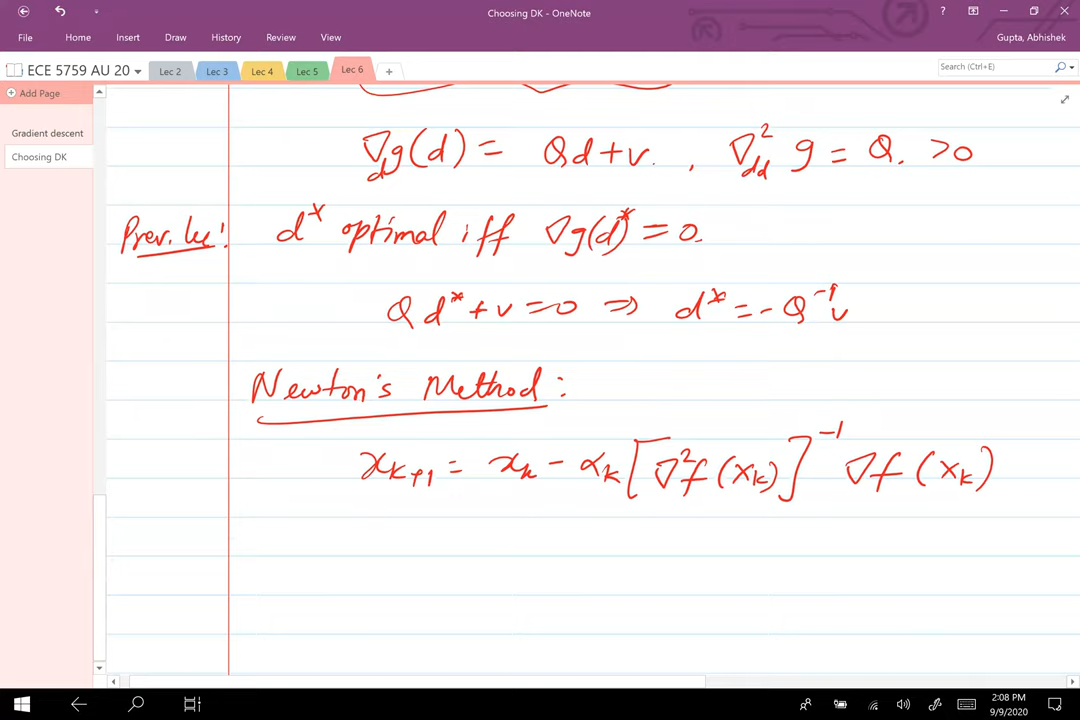 Choosing DK - OneNote
?
File Home Insert Draw History Review View
Gupta, Abhishek
ECE 5759 AU 20
Lec 2 Lec 3 Lec 4 Lec 5 Lec 6 +
Search (Ctrl+E)
Add Page
Gradient descent
Choosing DK
∇_d g(d) = Qd+v. , ∇²_dd g = Q. >0
Prev. lec: d* optimal iff ∇g(d*) = 0.
Qd* + v = 0 ⇒ d* = -Q⁻¹v
Newton's Method:
x_{k+1} = x_k - α_k [∇²f(x_k)]⁻¹ ∇f(x_k)
2:08 PM
9/9/2020